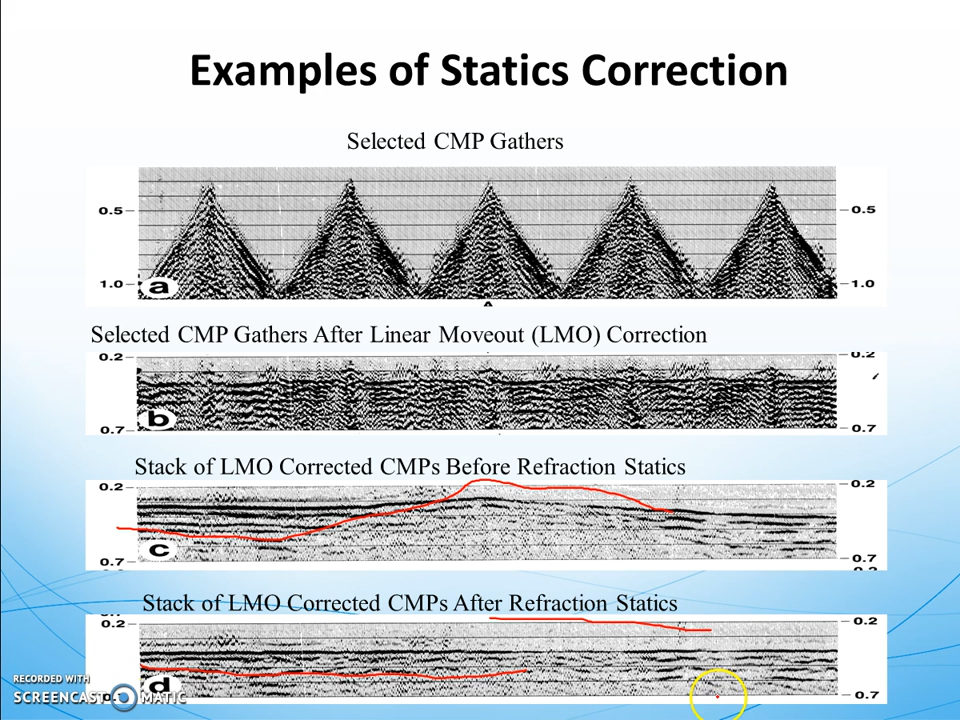 Examples of Statics Correction
Selected CMP Gathers
0.5 0.5
1.0 a 1.0
A
Selected CMP Gathers After Linear Moveout (LMO) Correction
0.2 0.2
b
0.7 0.7
Stack of LMO Corrected CMPs Before Refraction Statics
0.2 0.2
c
0.7 0.7
Stack of LMO Corrected CMPs After Refraction Statics
0.2 0.2
d
0.7
RECORDED WITH
SCREENCAST MATIC